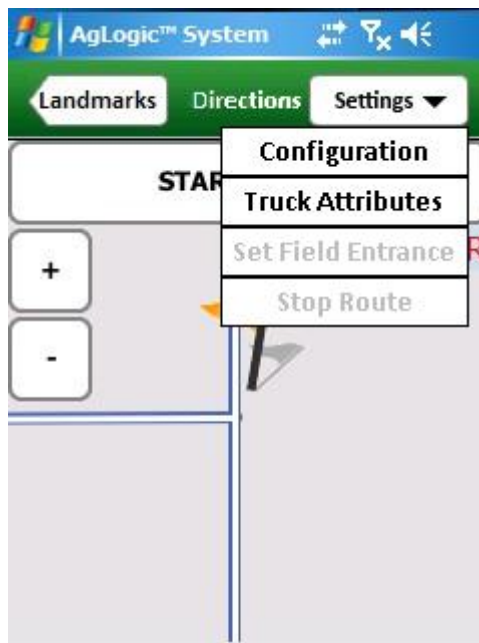 AgLogic™ System
Landmarks Directions Settings
Configuration
STAR
Truck Attributes
Set Field Entrance
R
Stop Route
+
-